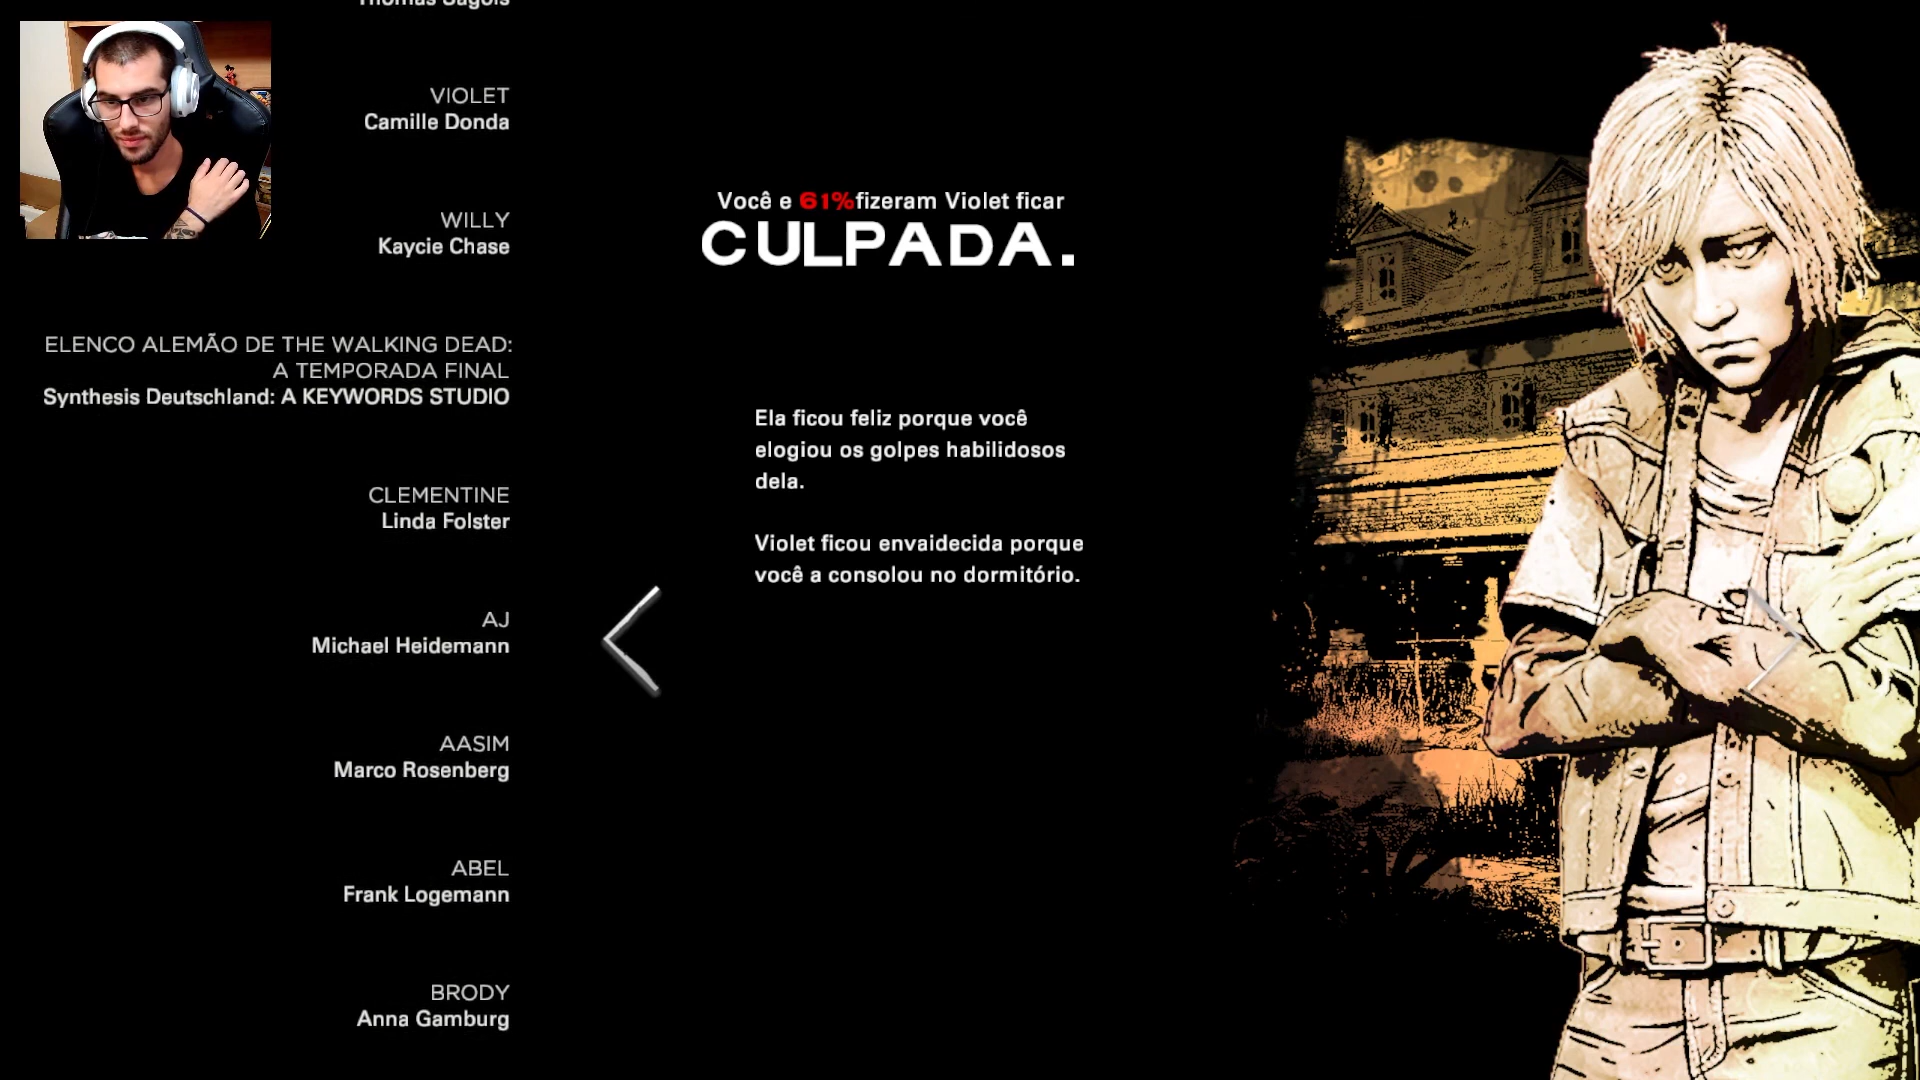 Thomas Sagols
VIOLET
Camille Donda
WILLY
Kaycie Chase
ELENCO ALEMÃO DE THE WALKING DEAD:
A TEMPORADA FINAL
Synthesis Deutschland: A KEYWORDS STUDIO
CLEMENTINE
Linda Folster
AJ
Michael Heidemann
AASIM
Marco Rosenberg
ABEL
Frank Logemann
BRODY
Anna Gamburg
Você e 61%fizeram Violet ficar
CULPADA.
Ela ficou feliz porque você
elogiou os golpes habilidosos
dela.
Violet ficou envaidecida porque
você a consolou no dormitório.